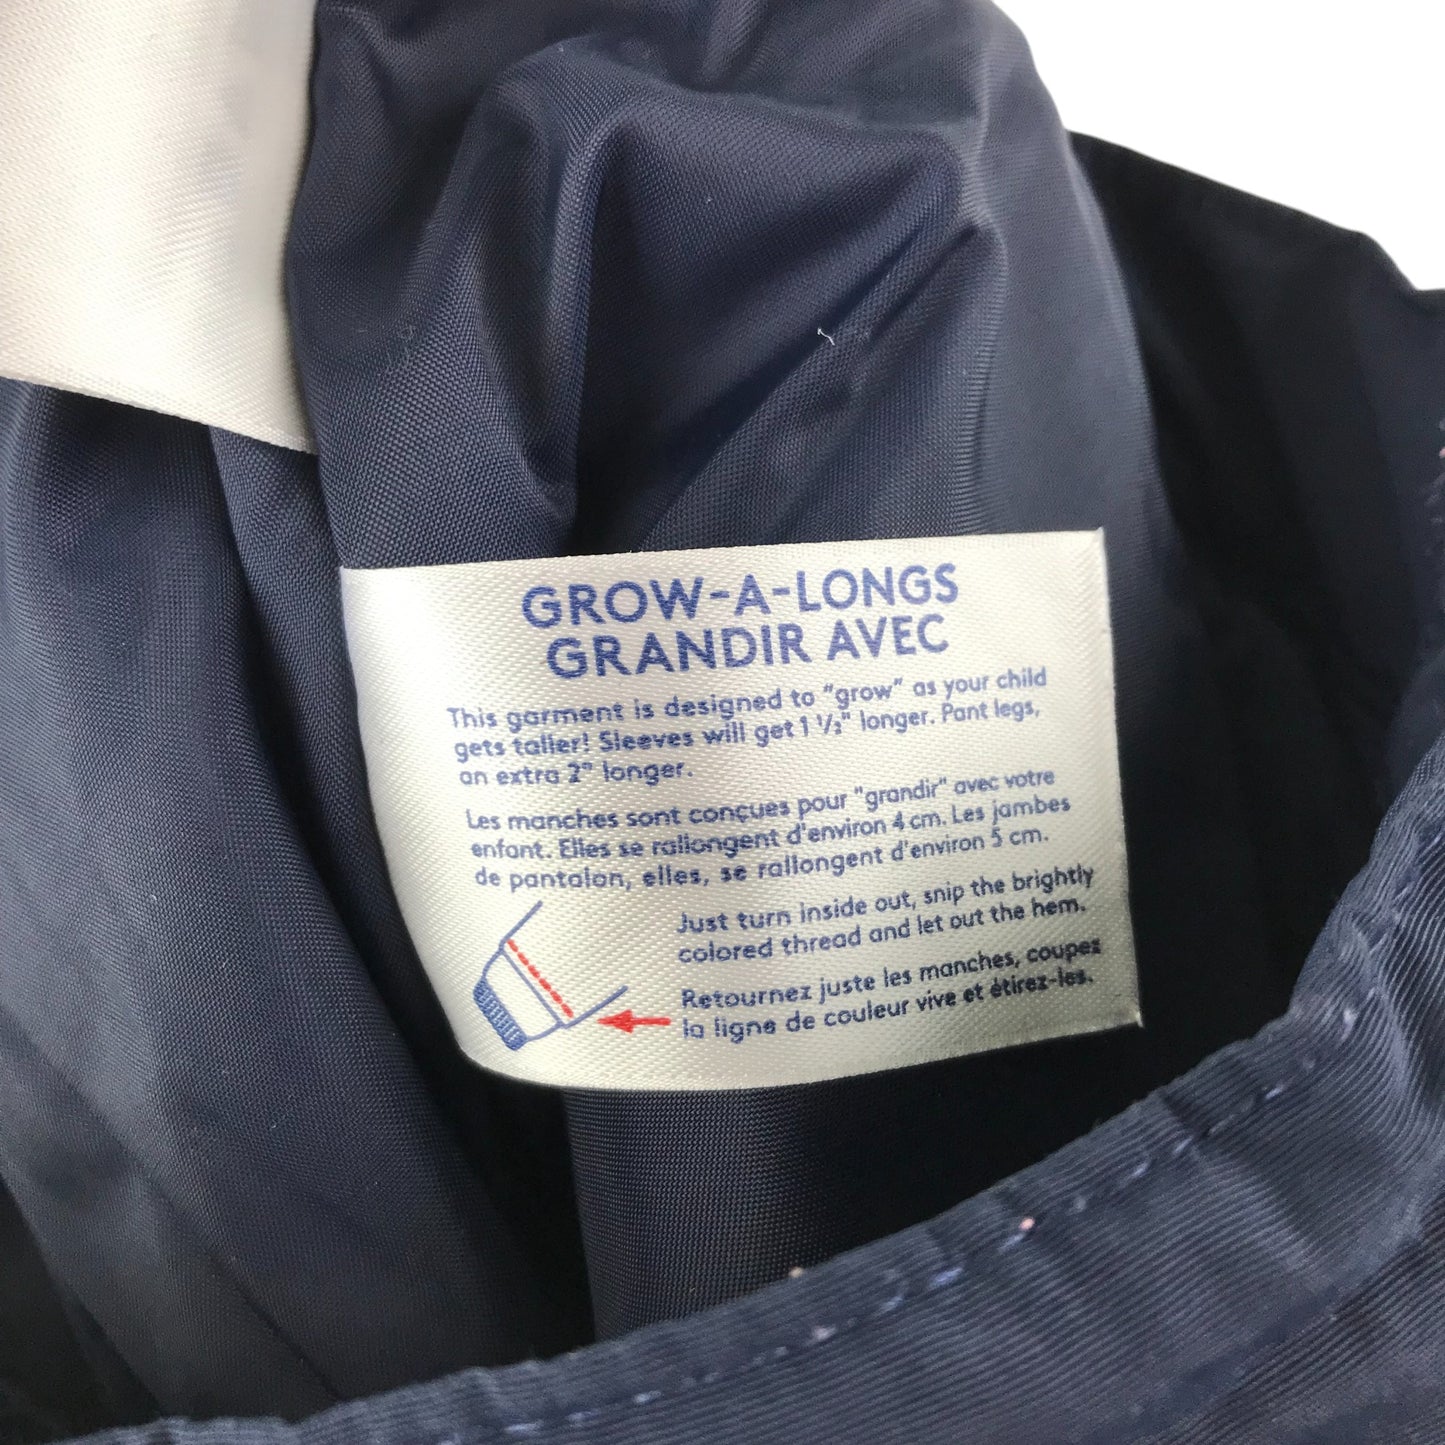 GROW-A-LONGS
GRANDIR AVEC
This garment is designed to "grow" as your child
gets taller! Sleeves will get 1 ½" longer. Pant legs,
an extra 2" longer.
Les manches sont conçues pour "grandir" avec votre
enfant. Elles se rallongent d'environ 4 cm. Les jambes
de pantalon, elles, se rallongent d'environ 5 cm.
Just turn inside out, snip the brightly
colored thread and let out the hem.
Retournez juste les manches, coupez
la ligne de couleur vive et étirez-les.